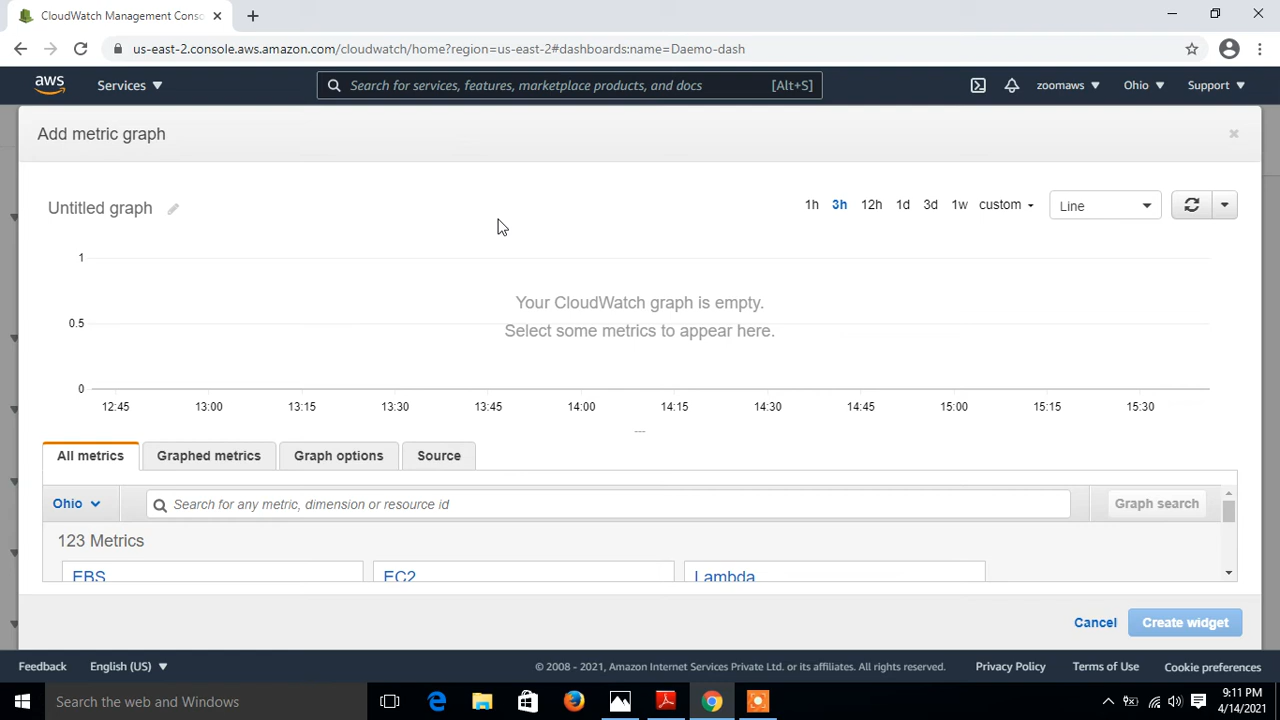 CloudWatch Management Conso
us-east-2.console.aws.amazon.com/cloudwatch/home?region=us-east-2#dashboards:name=Daemo-dash
aws
Services
Search for services, features, marketplace products, and docs [Alt+S]
zoomaws
Ohio
Support
Add metric graph
Untitled graph
1h 3h 12h 1d 3d 1w custom
Line
1
Your CloudWatch graph is empty.
0.5
Select some metrics to appear here.
0
12:45 13:00 13:15 13:30 13:45 14:00 14:15 14:30 14:45 15:00 15:15 15:30
All metrics Graphed metrics Graph options Source
Ohio
Search for any metric, dimension or resource id
Graph search
123 Metrics
EBS EC2 Lambda
Cancel Create widget
Feedback English (US) © 2008 - 2021, Amazon Internet Services Private Ltd. or its affiliates. All rights reserved. Privacy Policy Terms of Use Cookie preferences
Search the web and Windows
9:11 PM
4/14/2021